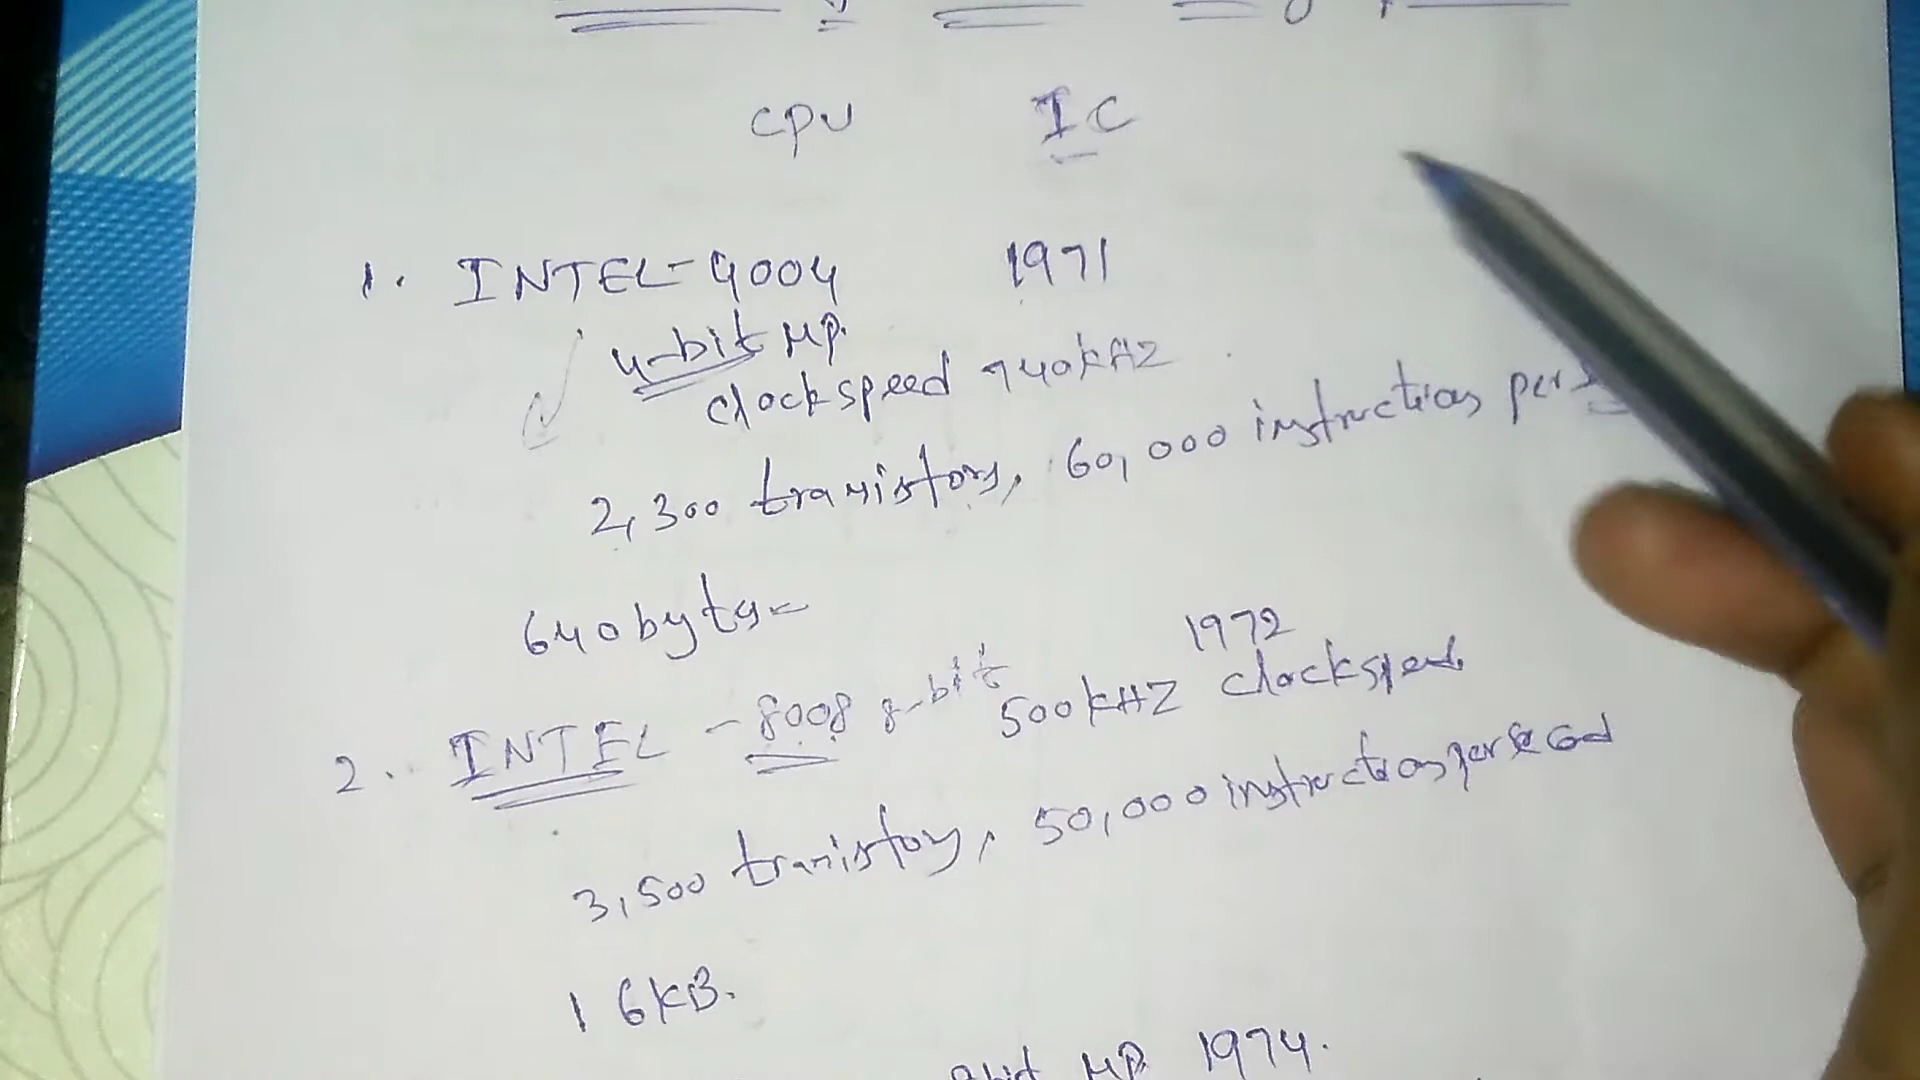 CPU IC
1. INTEL-4004 1971
4-bit MP.
clockspeed 740kHZ
2,300 transistors, 60,000 instructions per
640 bytes
1972
2. INTEL - 8008 8-bit 500kHZ clockspeed
3,500 transistors, 50,000 instructions per second
16KB.
8bit MP 1974.